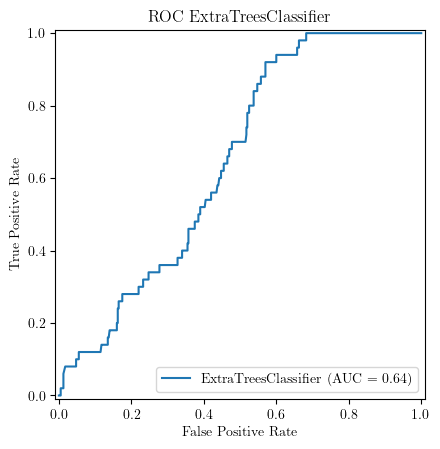 ROC ExtraTreesClassifier
True Positive Rate
1.0
0.8
0.6
0.4
0.2
0.0
ExtraTreesClassifier (AUC = 0.64)
0.0 0.2 0.4 0.6 0.8 1.0
False Positive Rate